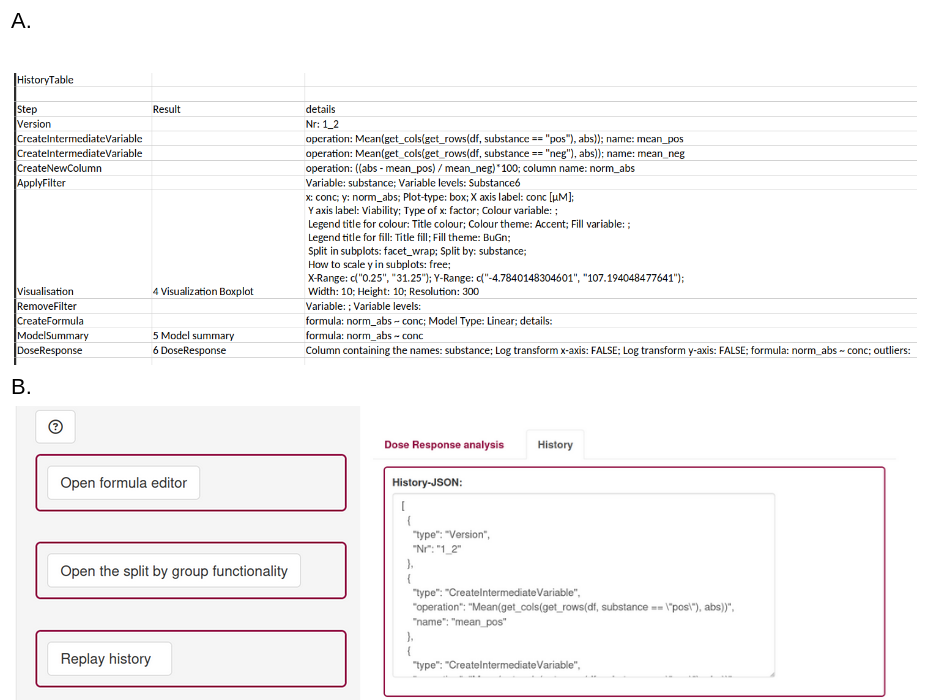 A.
HistoryTable
Step Result details
Version Nr: 1_2
CreateIntermediateVariable operation: Mean(get_cols(get_rows(df, substance == "pos"), abs)); name: mean_pos
CreateIntermediateVariable operation: Mean(get_cols(get_rows(df, substance == "neg"), abs)); name: mean_neg
CreateNewColumn operation: ((abs - mean_pos) / mean_neg)*100; column name: norm_abs
ApplyFilter Variable: substance; Variable levels: Substance6
x: conc; y: norm_abs; Plot-type: box; X axis label: conc [µM];
Y axis label: Viability; Type of x: factor; Colour variable: ;
Legend title for colour: Title colour; Colour theme: Accent; Fill variable: ;
Legend title for fill: Title fill; Fill theme: BuGn;
Split in subplots: facet_wrap; Split by: substance;
How to scale y in subplots: free;
X-Range: c("0.25", "31.25"); Y-Range: c("-4.7840148304601", "107.194048477641");
Visualisation 4 Visualization Boxplot Width: 10; Height: 10; Resolution: 300
RemoveFilter Variable: ; Variable levels:
CreateFormula formula: norm_abs ~ conc; Model Type: Linear; details:
ModelSummary 5 Model summary formula: norm_abs ~ conc
DoseResponse 6 DoseResponse Column containing the names: substance; Log transform x-axis: FALSE; Log transform y-axis: FALSE; formula: norm_abs ~ conc; outliers:
B.
?
Open formula editor
Open the split by group functionality
Replay history
Dose Response analysis History
History-JSON:
[
{
"type": "Version",
"Nr": "1_2"
},
{
"type": "CreateIntermediateVariable",
"operation": "Mean(get_cols(get_rows(df, substance == \"pos\"), abs))",
"name": "mean_pos"
},
{
"type": "CreateIntermediateVariable",